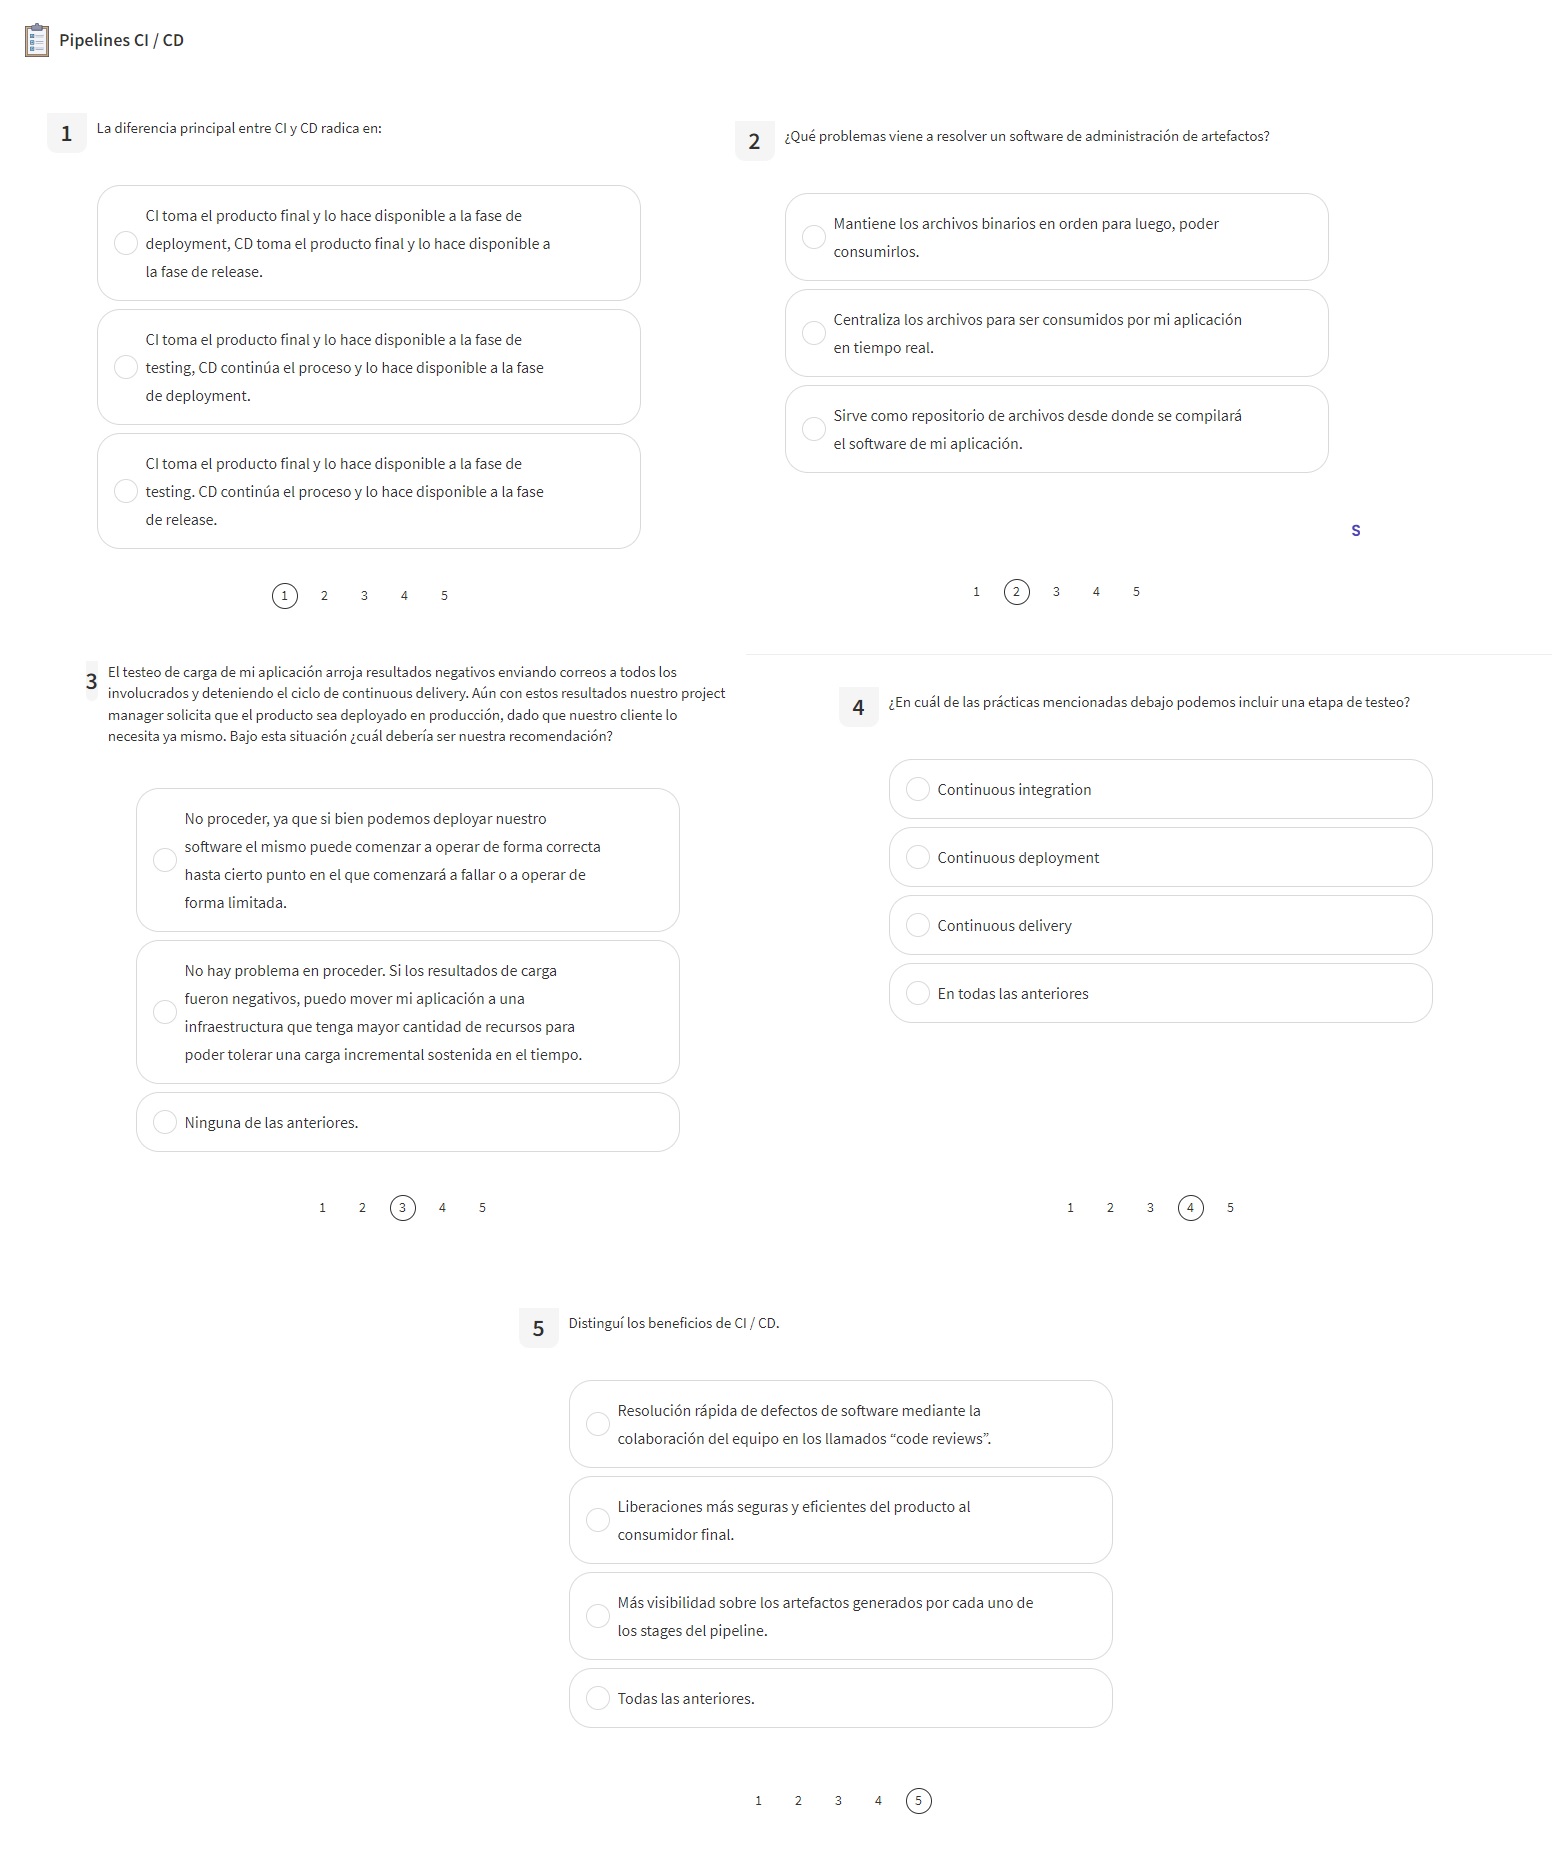 Pipelines CI / CD
1
La diferencia principal entre CI y CD radica en:
CI toma el producto final y lo hace disponible a la fase de
deployment, CD toma el producto final y lo hace disponible a
la fase de release.
CI toma el producto final y lo hace disponible a la fase de
testing, CD continúa el proceso y lo hace disponible a la fase
de deployment.
CI toma el producto final y lo hace disponible a la fase de
testing. CD continúa el proceso y lo hace disponible a la fase
de release.
1 2 3 4 5
2
¿Qué problemas viene a resolver un software de administración de artefactos?
Mantiene los archivos binarios en orden para luego, poder
consumirlos.
Centraliza los archivos para ser consumidos por mi aplicación
en tiempo real.
Sirve como repositorio de archivos desde donde se compilará
el software de mi aplicación.
S
1 2 3 4 5
3
El testeo de carga de mi aplicación arroja resultados negativos enviando correos a todos los
involucrados y deteniendo el ciclo de continuous delivery. Aún con estos resultados nuestro project
manager solicita que el producto sea deployado en producción, dado que nuestro cliente lo
necesita ya mismo. Bajo esta situación ¿cuál debería ser nuestra recomendación?
No proceder, ya que si bien podemos deployar nuestro
software el mismo puede comenzar a operar de forma correcta
hasta cierto punto en el que comenzará a fallar o a operar de
forma limitada.
No hay problema en proceder. Si los resultados de carga
fueron negativos, puedo mover mi aplicación a una
infraestructura que tenga mayor cantidad de recursos para
poder tolerar una carga incremental sostenida en el tiempo.
Ninguna de las anteriores.
1 2 3 4 5
4
¿En cuál de las prácticas mencionadas debajo podemos incluir una etapa de testeo?
Continuous integration
Continuous deployment
Continuous delivery
En todas las anteriores
1 2 3 4 5
5
Distinguí los beneficios de CI / CD.
Resolución rápida de defectos de software mediante la
colaboración del equipo en los llamados “code reviews”.
Liberaciones más seguras y eficientes del producto al
consumidor final.
Más visibilidad sobre los artefactos generados por cada uno de
los stages del pipeline.
Todas las anteriores.
1 2 3 4 5